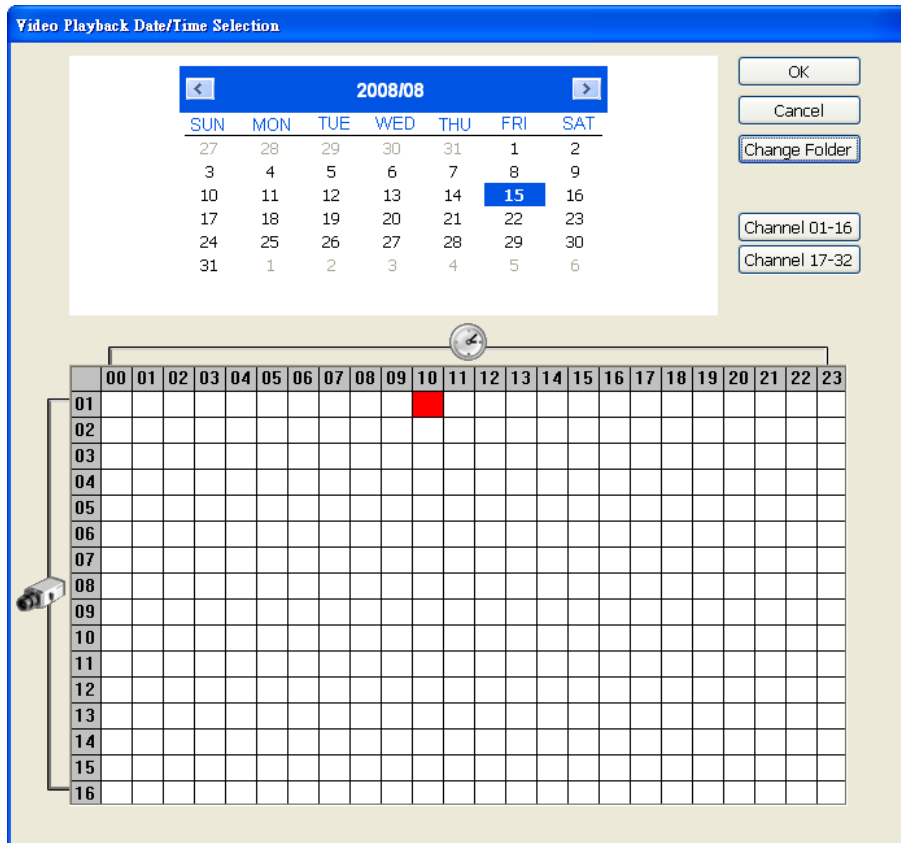 Video Playback Date/Time Selection
2008/08
SUN MON TUE WED THU FRI SAT
27 28 29 30 31 1 2
3 4 5 6 7 8 9
10 11 12 13 14 15 16
17 18 19 20 21 22 23
24 25 26 27 28 29 30
31 1 2 3 4 5 6
OK
Cancel
Change Folder
Channel 01-16
Channel 17-32
00 01 02 03 04 05 06 07 08 09 10 11 12 13 14 15 16 17 18 19 20 21 22 23
01
02
03
04
05
06
07
08
09
10
11
12
13
14
15
16